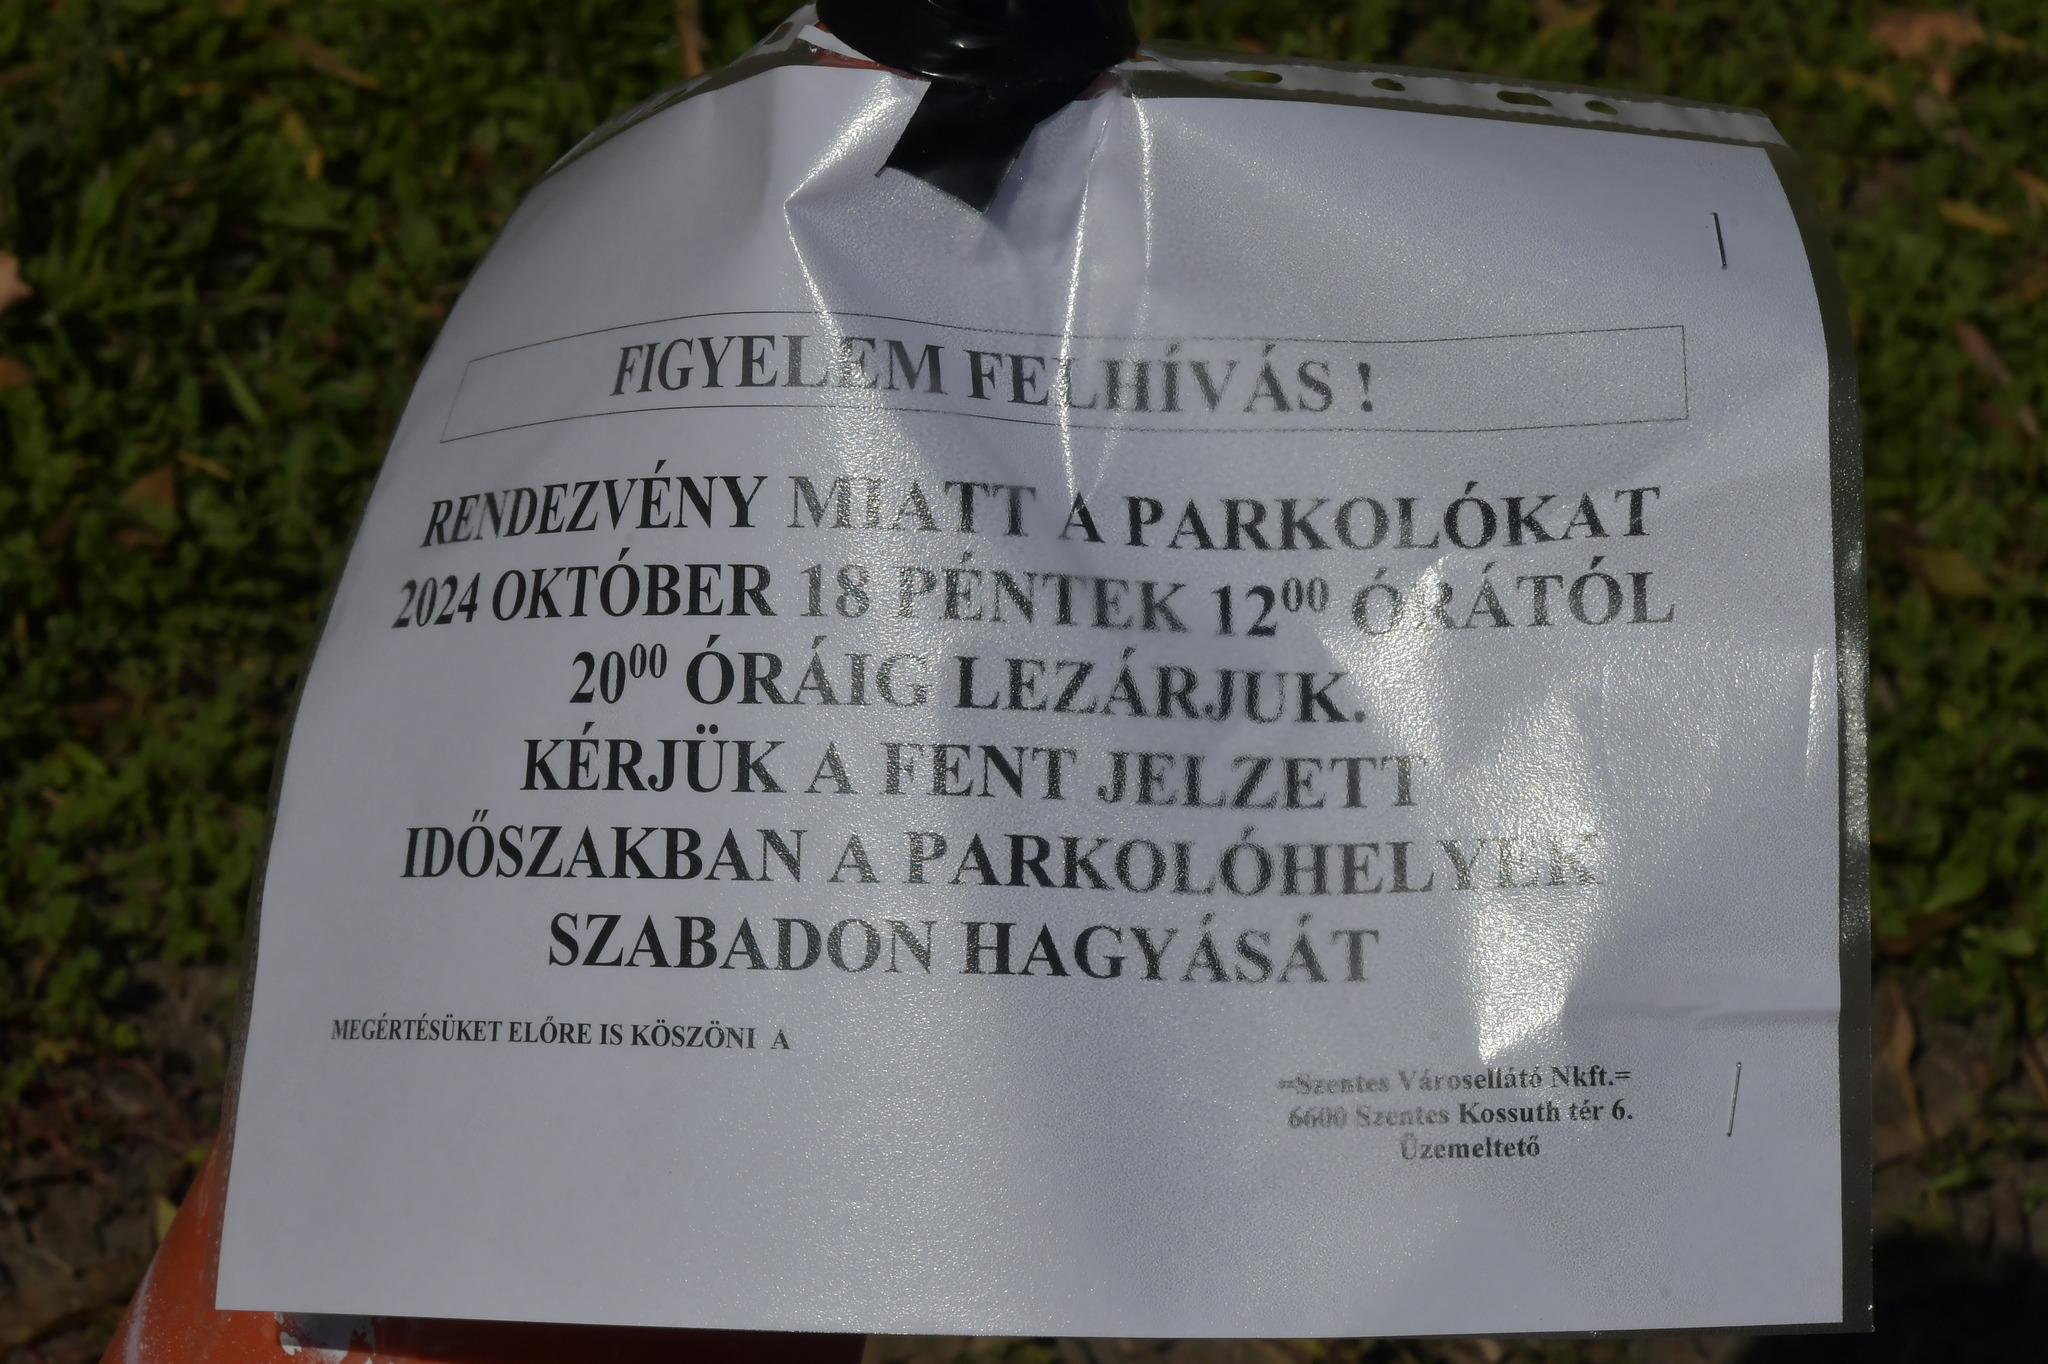 FIGYELEM FELHÍVÁS !
RENDEZVÉNY MIATT A PARKOLÓKAT
2024 OKTÓBER 18 PÉNTEK 12⁰⁰ ÓRÁTÓL
20⁰⁰ ÓRÁIG LEZÁRJUK.
KÉRJÜK A FENT JELZETT
IDŐSZAKBAN A PARKOLÓHELYEK
SZABADON HAGYÁSÁT
MEGÉRTÉSÜKET ELŐRE IS KÖSZÖNI A
=Szentes Városellátó Nkft.=
6600 Szentes Kossuth tér 6.
Üzemeltető